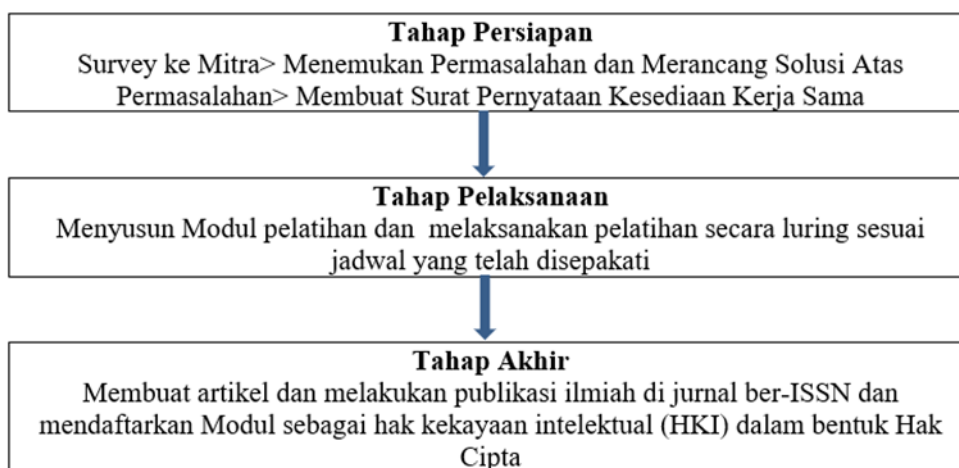 Tahap Persiapan
Survey ke Mitra> Menemukan Permasalahan dan Merancang Solusi Atas
Permasalahan> Membuat Surat Pernyataan Kesediaan Kerja Sama
Tahap Pelaksanaan
Menyusun Modul pelatihan dan melaksanakan pelatihan secara luring sesuai
jadwal yang telah disepakati
Tahap Akhir
Membuat artikel dan melakukan publikasi ilmiah di jurnal ber-ISSN dan
mendaftarkan Modul sebagai hak kekayaan intelektual (HKI) dalam bentuk Hak
Cipta